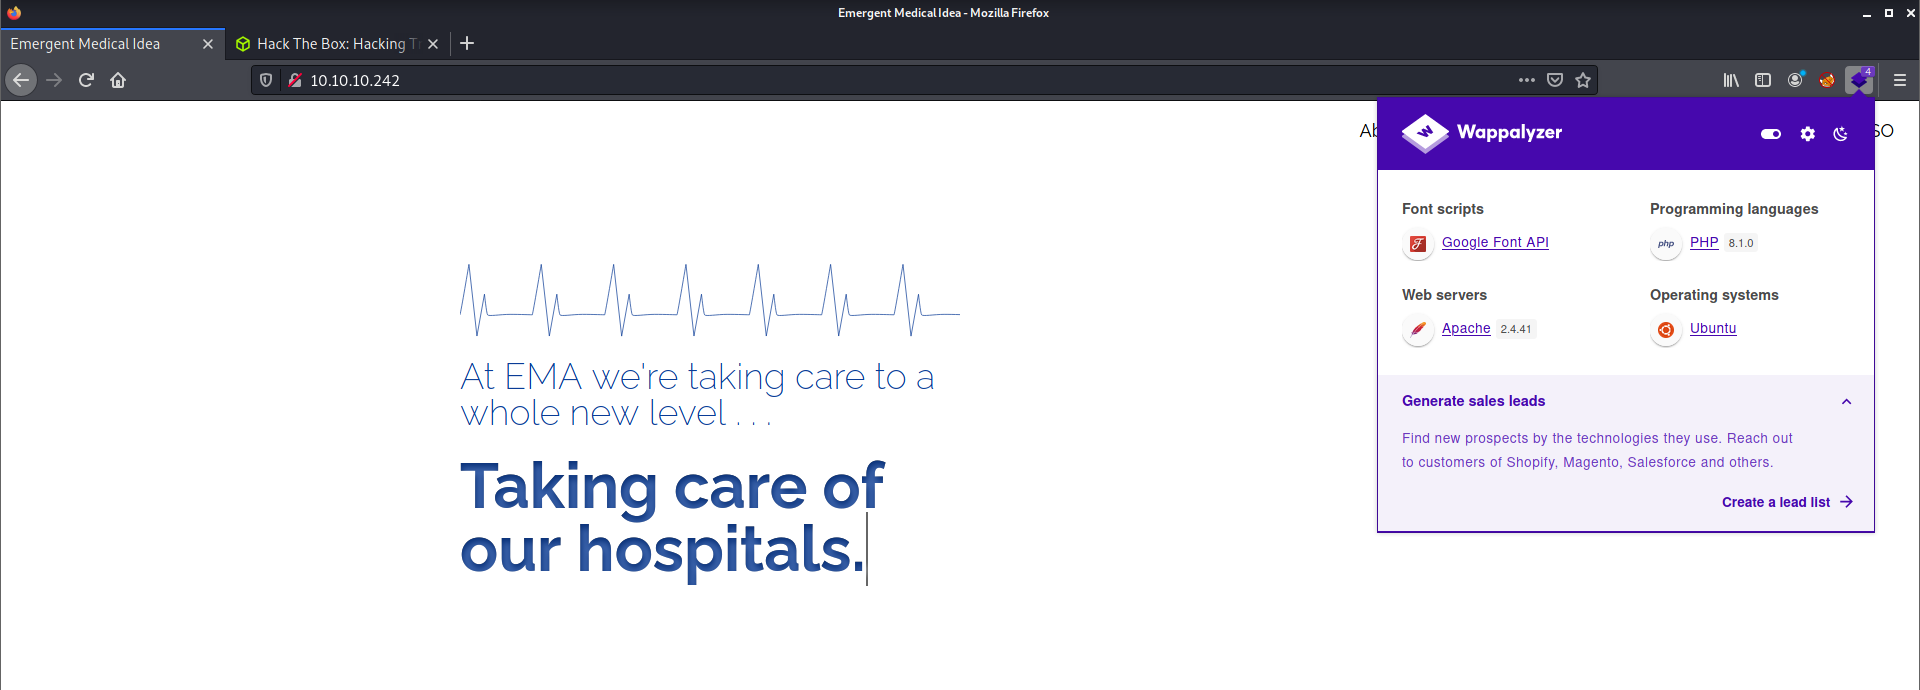 Emergent Medical Idea - Mozilla Firefox
Emergent Medical Idea
Hack The Box: Hacking T
10.10.10.242
4
Ab
SO
Wappalyzer
Font scripts
Programming languages
Google Font API
php PHP 8.1.0
Web servers
Operating systems
Apache 2.4.41
Ubuntu
Generate sales leads
Find new prospects by the technologies they use. Reach out
to customers of Shopify, Magento, Salesforce and others.
Create a lead list
At EMA we're taking care to a
whole new level . . .
Taking care of
our hospitals.